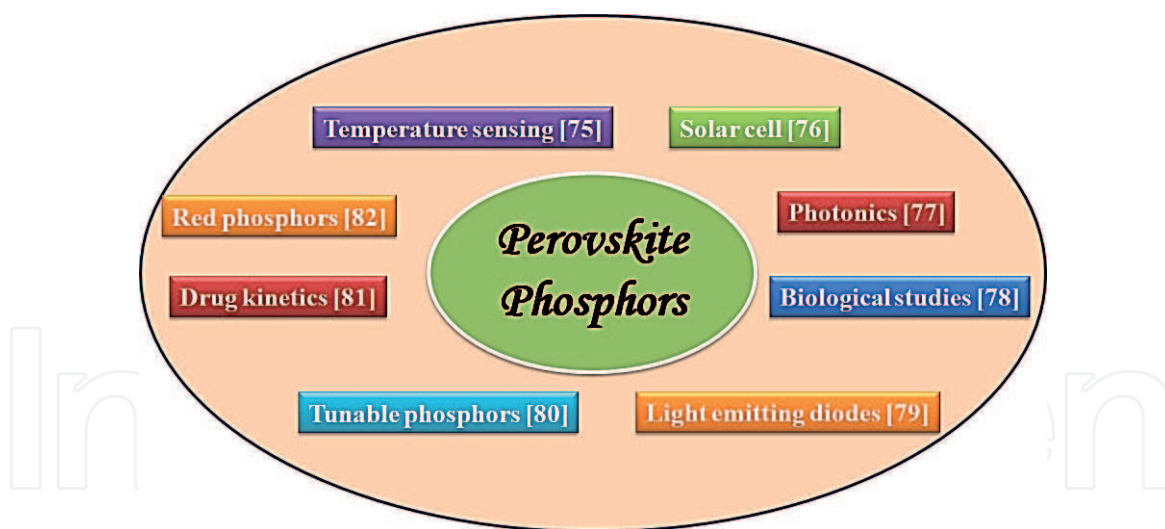 Temperature sensing [75]
Solar cell [76]
Red phosphors [82]
Photonics [77]
Perovskite
Phosphors
Drug kinetics [81]
Biological studies [78]
Tunable phosphors [80]
Light emitting diodes [79]